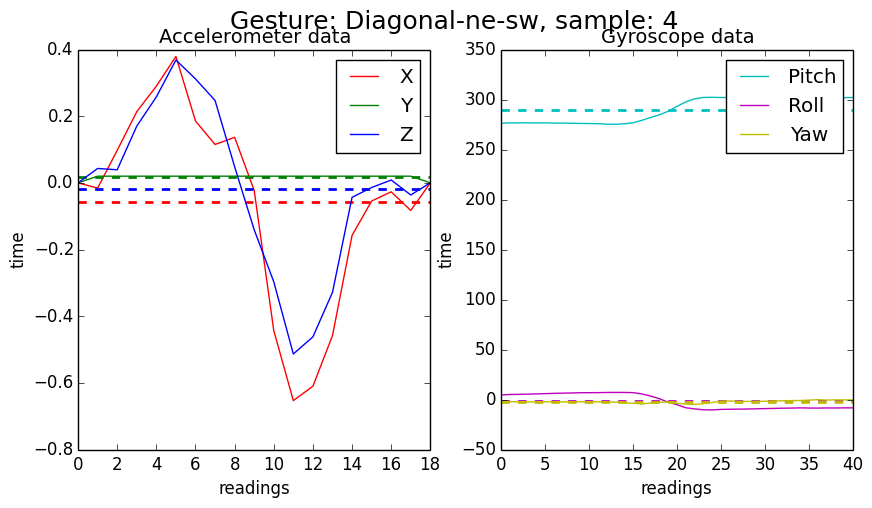 Gesture: Diagonal-ne-sw, sample: 4
Accelerometer data
0.4
0.2
0.0
−0.2
−0.4
−0.6
−0.8
time
0 2 4 6 8 10 12 14 16 18
readings
X
Y
Z
Gyroscope data
350
300
250
200
150
100
50
0
−50
time
0 5 10 15 20 25 30 35 40
readings
Pitch
Roll
Yaw